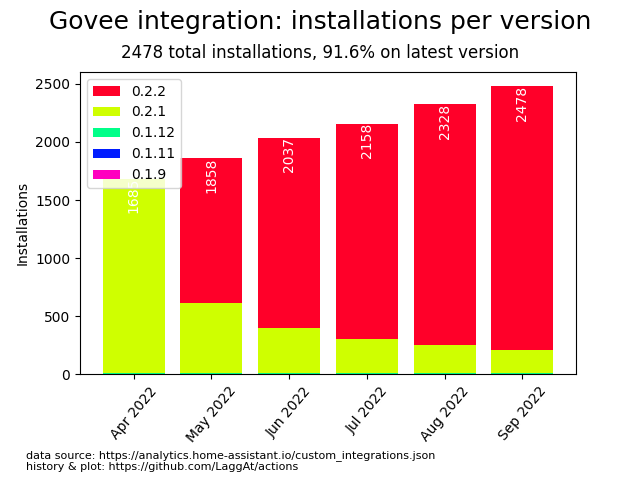 Govee integration: installations per version
2478 total installations, 91.6% on latest version
Installations
2500
2000
1500
1000
500
0
0.2.2
0.2.1
0.1.12
0.1.11
0.1.9
1858
2037
2158
2328
2478
Apr 2022
May 2022
Jun 2022
Jul 2022
Aug 2022
Sep 2022
data source: https://analytics.home-assistant.io/custom_integrations.json
history & plot: https://github.com/LaggAt/actions